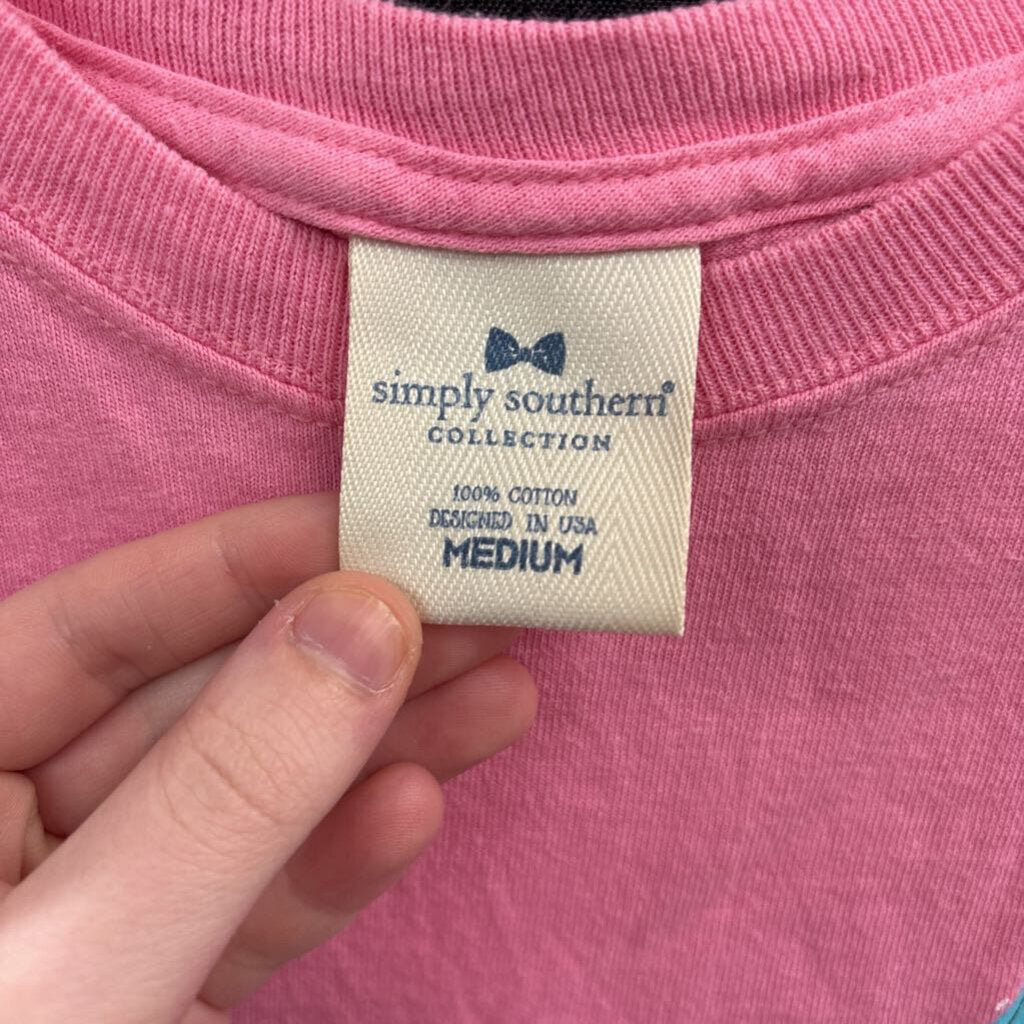 simply southern®
COLLECTION
100% COTTON
DESIGNED IN USA
MEDIUM